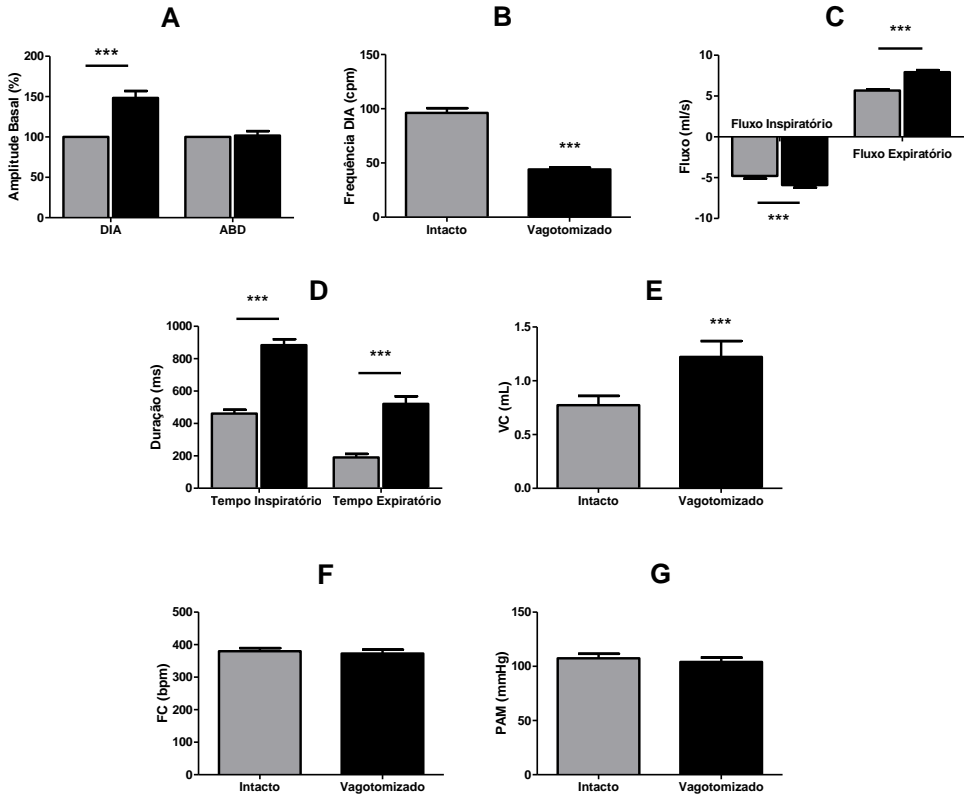 A
Amplitude Basal (%)
200
150
100
50
0
***
DIA
ABD
B
Frequência DIA (cpm)
150
100
50
0
***
Intacto
Vagotomizado
C
Fluxo (ml/s)
10
5
0
-5
-10
***
Fluxo Inspiratório
Fluxo Expiratório
***
D
Duração (ms)
1000
800
600
400
200
0
***
***
Tempo Inspiratório
Tempo Expiratório
E
VC (mL)
1.5
1.0
0.5
0.0
***
Intacto
Vagotomizado
F
FC (bpm)
500
400
300
200
100
0
Intacto
Vagotomizado
G
PAM (mmHg)
150
100
50
0
Intacto
Vagotomizado